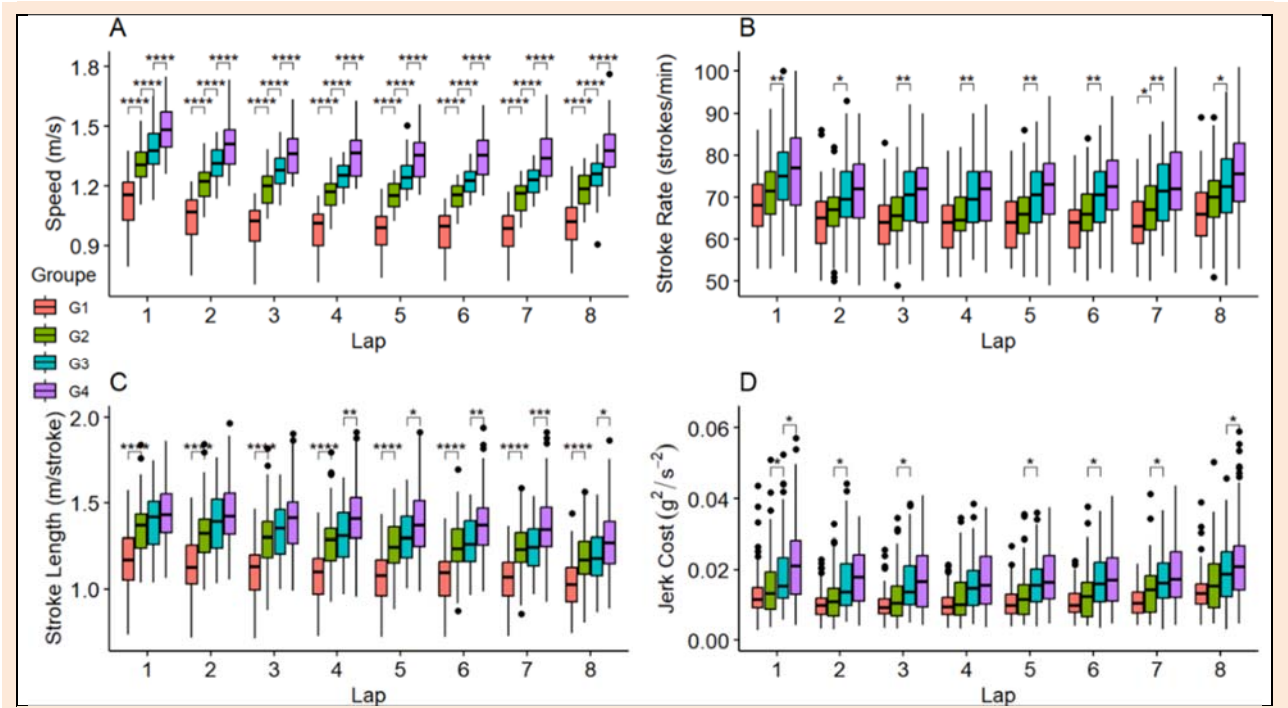 A
**** **** **** **** **** **** **** ****
**** **** **** **** **** **** **** ****
**** **** **** **** **** **** **** ****
Speed (m/s)
1.8
1.5
1.2
0.9
1 2 3 4 5 6 7 8
Lap
B
** * ** ** ** ** * ** *
Stroke Rate (strokes/min)
100
90
80
70
60
50
1 2 3 4 5 6 7 8
Lap
Groupe
G1
G2
G3
G4
C
** * ** *** *
**** **** **** **** **** **** **** ****
Stroke Length (m/stroke)
2.0
1.5
1.0
1 2 3 4 5 6 7 8
Lap
D
* *
* * * * * *
Jerk Cost (g²/s⁻²)
0.06
0.04
0.02
0.00
1 2 3 4 5 6 7 8
Lap